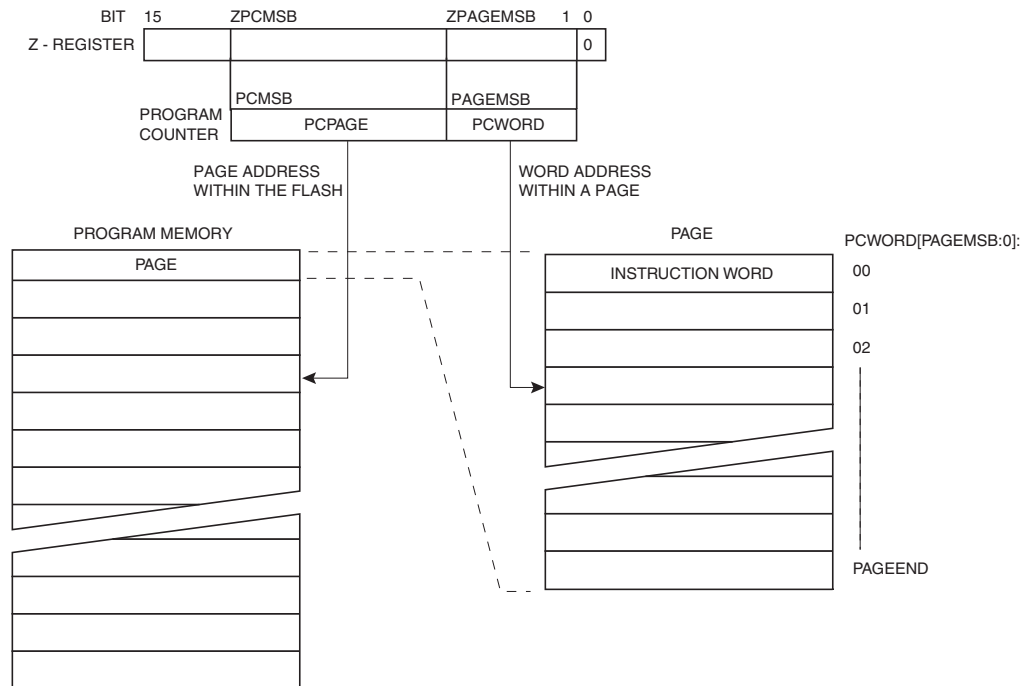 BIT 15 ZPCMSB ZPAGEMSB 1 0
Z - REGISTER 0
PCMSB PAGEMSB
PROGRAM
COUNTER
PCPAGE PCWORD
PAGE ADDRESS
WITHIN THE FLASH
WORD ADDRESS
WITHIN A PAGE
PROGRAM MEMORY
PAGE
PAGE
INSTRUCTION WORD
PCWORD[PAGEMSB:0]:
00
01
02
PAGEEND